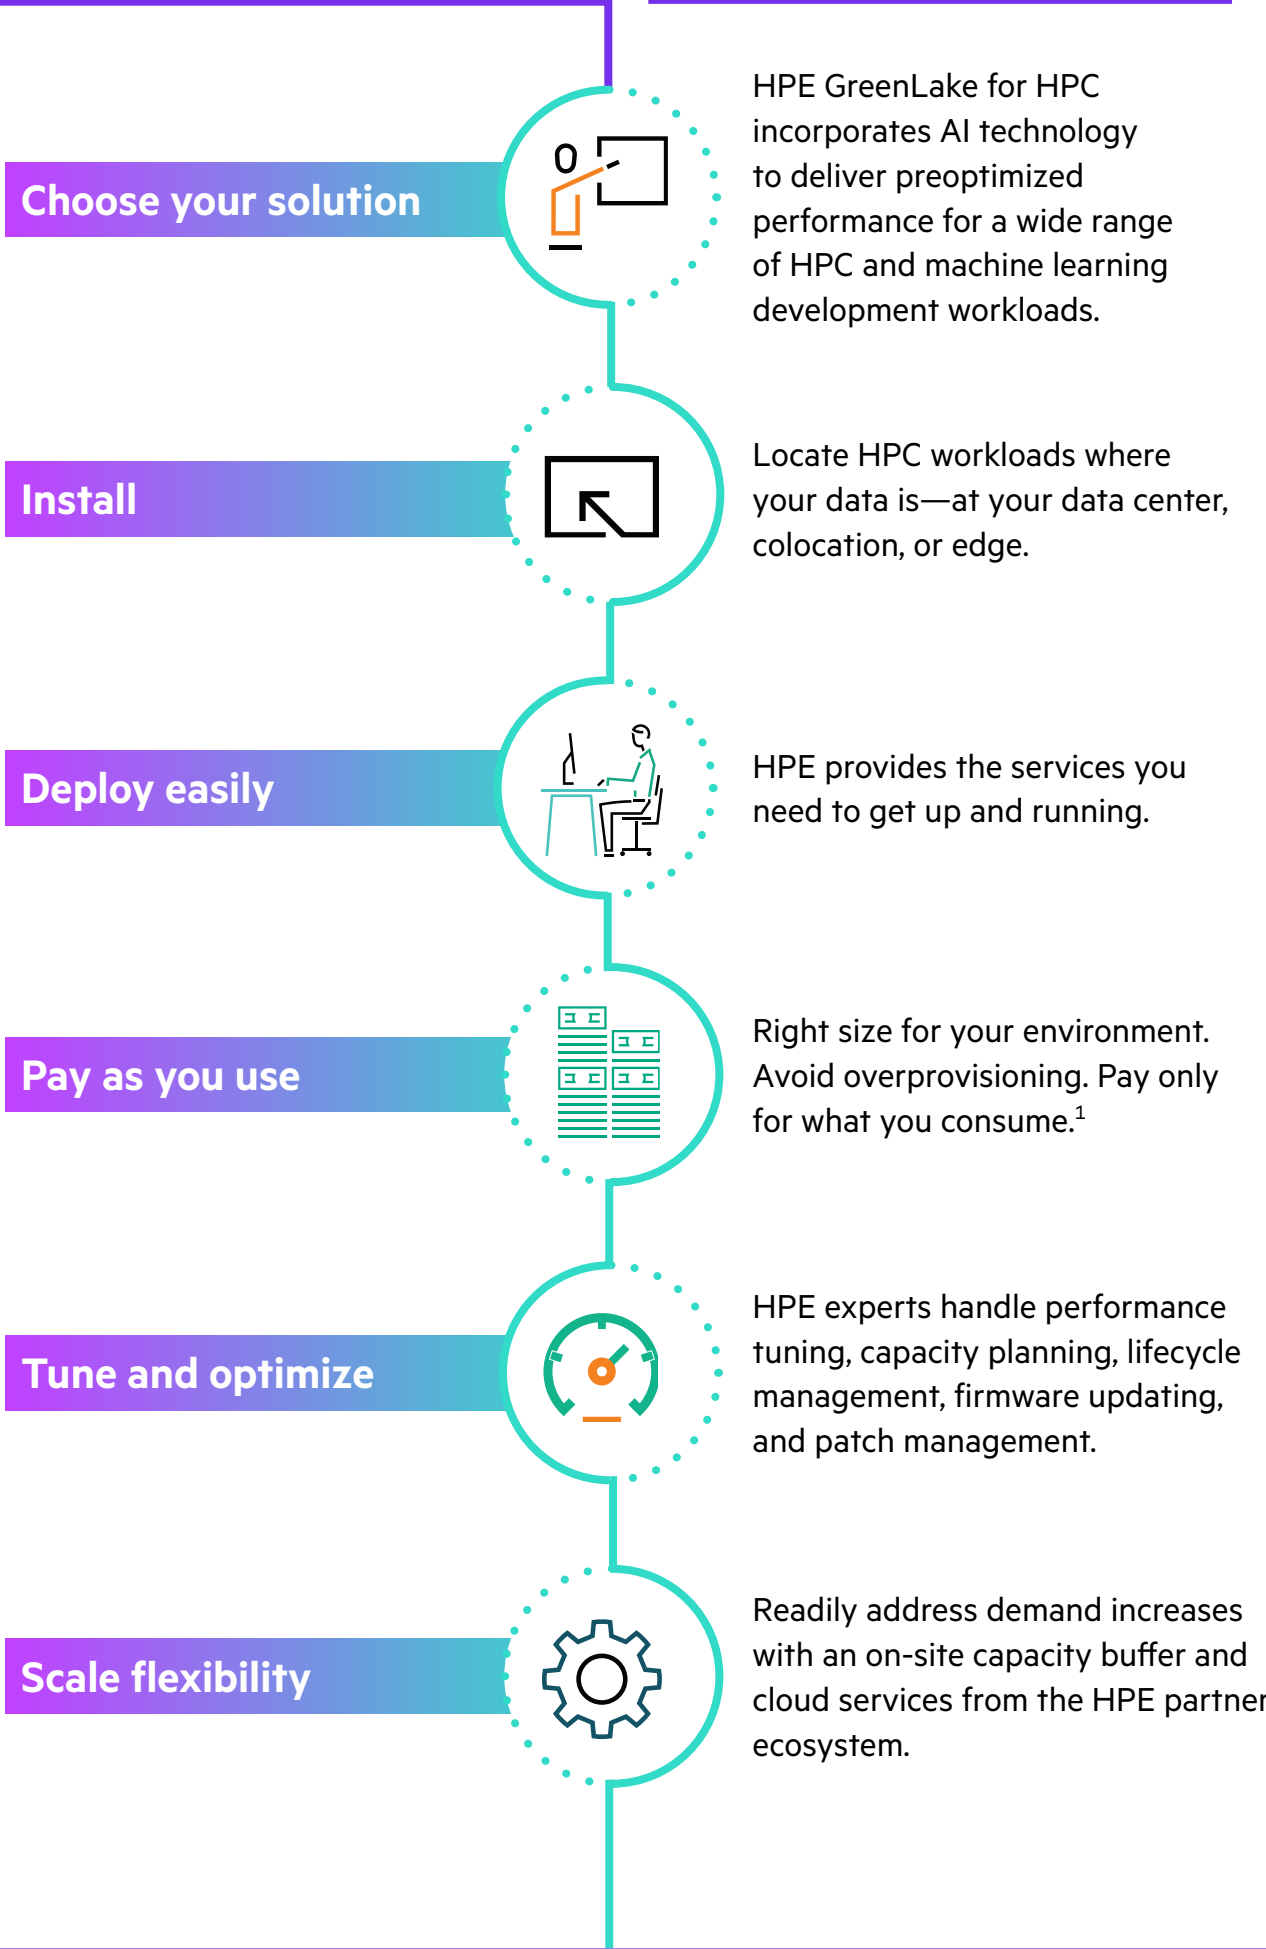 Choose your solution
HPE GreenLake for HPC
incorporates AI technology
to deliver preoptimized
performance for a wide range
of HPC and machine learning
development workloads.
Install
Locate HPC workloads where
your data is—at your data center,
colocation, or edge.
Deploy easily
HPE provides the services you
need to get up and running.
Pay as you use
Right size for your environment.
Avoid overprovisioning. Pay only
for what you consume.¹
Tune and optimize
HPE experts handle performance
tuning, capacity planning, lifecycle
management, firmware updating,
and patch management.
Scale flexibility
Readily address demand increases
with an on-site capacity buffer and
cloud services from the HPE partner
ecosystem.